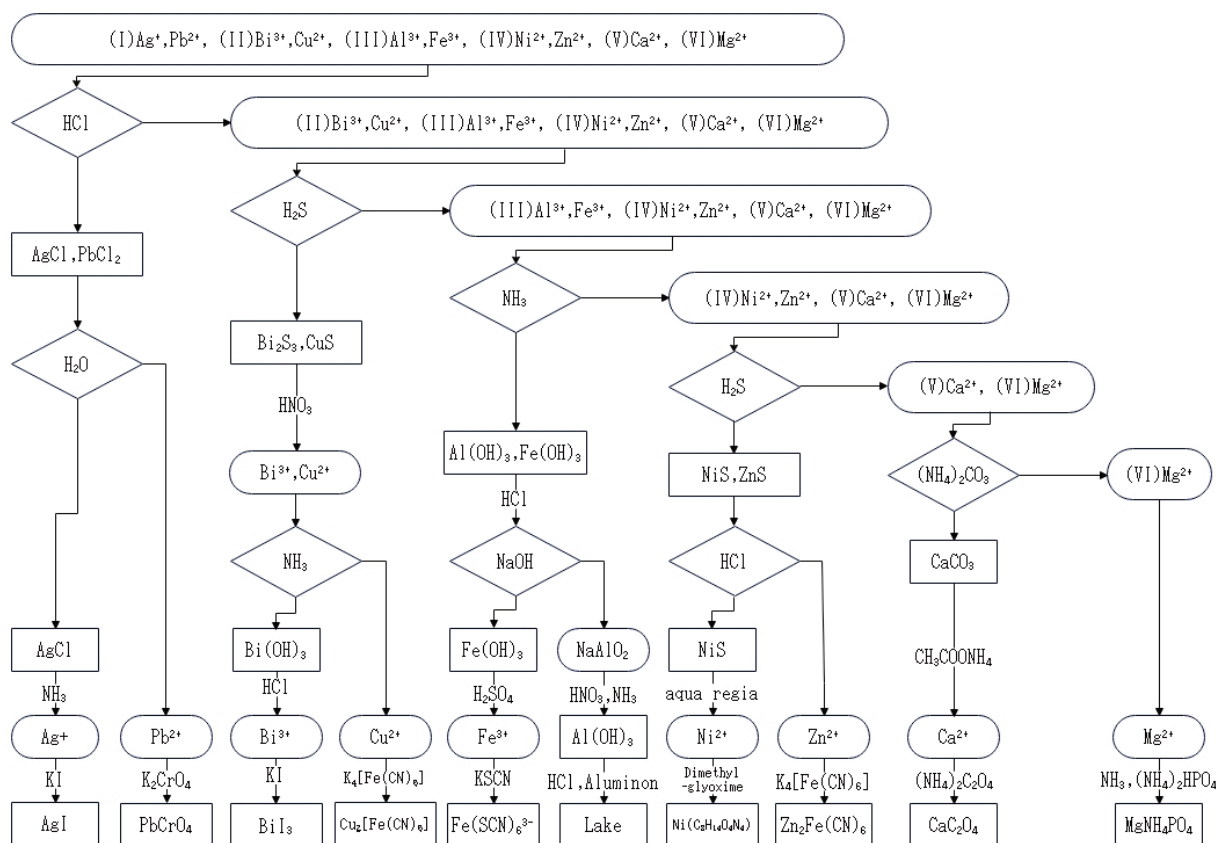 (I)Ag⁺,Pb²⁺, (II)Bi³⁺,Cu²⁺, (III)Al³⁺,Fe³⁺, (IV)Ni²⁺,Zn²⁺, (V)Ca²⁺, (VI)Mg²⁺
HCl
(II)Bi³⁺,Cu²⁺, (III)Al³⁺,Fe³⁺, (IV)Ni²⁺,Zn²⁺, (V)Ca²⁺, (VI)Mg²⁺
H₂S
(III)Al³⁺,Fe³⁺, (IV)Ni²⁺,Zn²⁺, (V)Ca²⁺, (VI)Mg²⁺
AgCl,PbCl₂
NH₃
(IV)Ni²⁺,Zn²⁺, (V)Ca²⁺, (VI)Mg²⁺
H₂O
Bi₂S₃,CuS
H₂S
(V)Ca²⁺, (VI)Mg²⁺
HNO₃
Al(OH)₃,Fe(OH)₃
Bi³⁺,Cu²⁺
NiS,ZnS
(NH₄)₂CO₃
(VI)Mg²⁺
HCl
NH₃
NaOH
HCl
CaCO₃
AgCl
Bi(OH)₃
Fe(OH)₃
NaAlO₂
NiS
CH₃COONH₄
NH₃
HCl
H₂SO₄
HNO₃,NH₃
aqua regia
Ag+
Pb²⁺
Bi³⁺
Cu²⁺
Fe³⁺
Al(OH)₃
Ni²⁺
Zn²⁺
Ca²⁺
Mg²⁺
KI
K₂CrO₄
KI
K₄[Fe(CN)₆]
KSCN
HCl,Aluminon
Dimethyl
-glyoxime
K₄[Fe(CN)₆]
(NH₄)₂C₂O₄
NH₃,(NH₄)₂HPO₄
AgI
PbCrO₄
BiI₃
Cu₂[Fe(CN)₆]
Fe(SCN)₆³⁻
Lake
Ni(C₈H₁₄O₄N₄)
Zn₂Fe(CN)₆
CaC₂O₄
MgNH₄PO₄